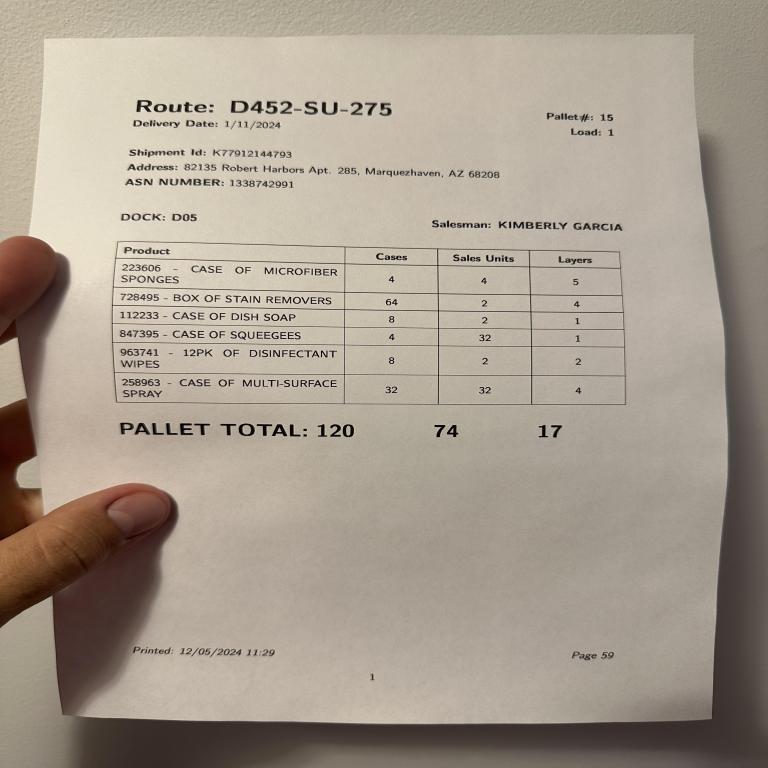 Route: D452-SU-275
Delivery Date: 1/11/2024
Pallet#: 15
Load: 1
Shipment Id: K77912144793
Address: 82135 Robert Harbors Apt. 285, Marquezhaven, AZ 68208
ASN NUMBER: 1338742991
DOCK: D05
Salesman: KIMBERLY GARCIA
Product Cases Sales Units Layers
223606 - CASE OF MICROFIBER
SPONGES 4 4 5
728495 - BOX OF STAIN REMOVERS 64 2 4
112233 - CASE OF DISH SOAP 8 2 1
847395 - CASE OF SQUEEGEES 4 32 1
963741 - 12PK OF DISINFECTANT
WIPES 8 2 2
258963 - CASE OF MULTI-SURFACE
SPRAY 32 32 4
PALLET TOTAL: 120 74 17
Printed: 12/05/2024 11:29
Page 59
1